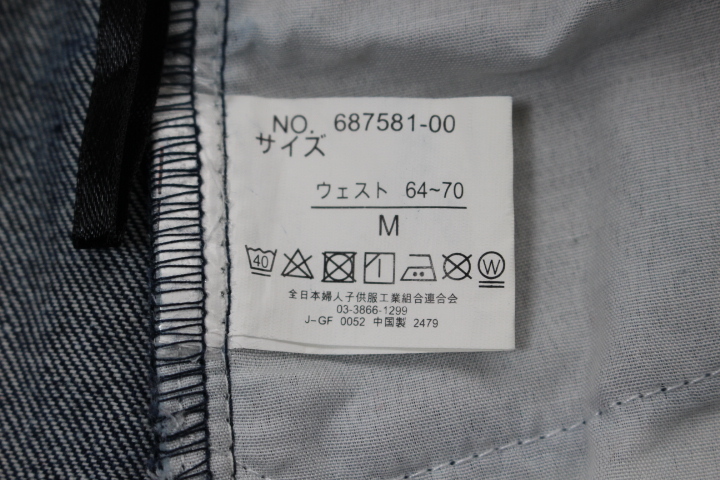 NO. 687581-00
サイズ
ウェスト 64~70
M
40 W
全日本婦人子供服工業組合連合会
03-3866-1299
J-GF 0052 中国製 2479